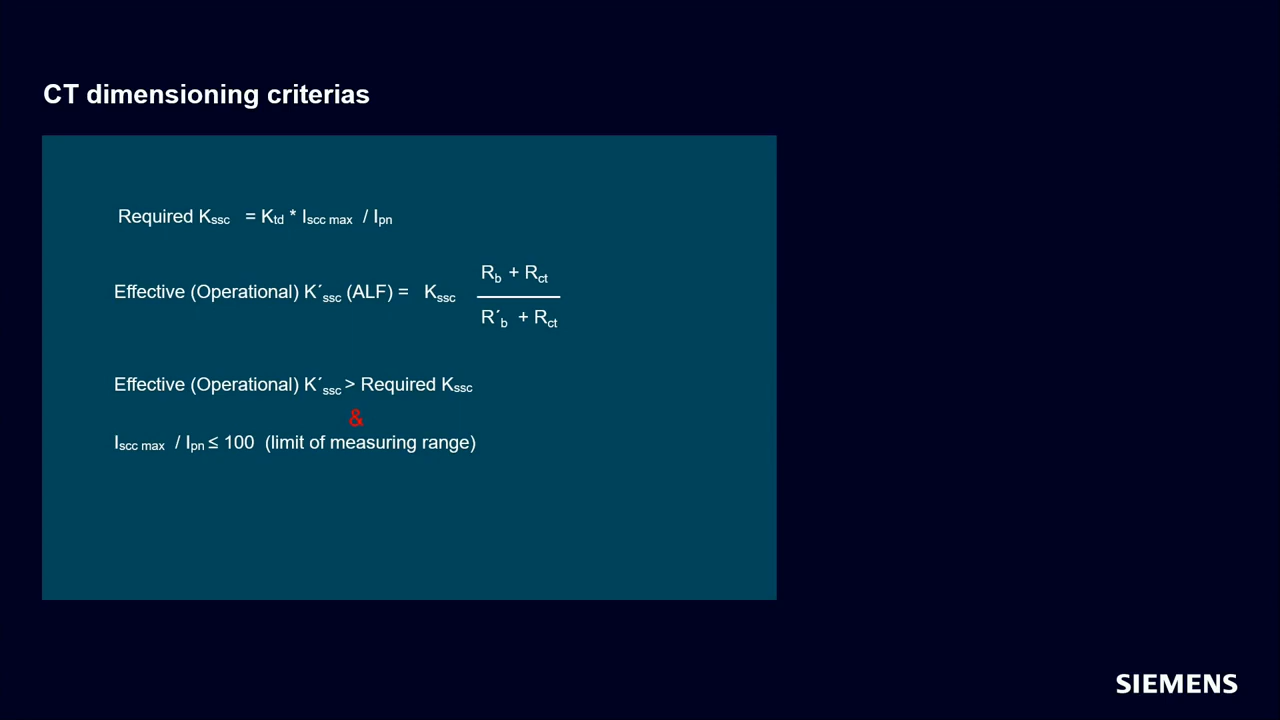 CT dimensioning criterias
Required Kssc = Ktd * Iscc max / Ipn
Rb + Rct
Effective (Operational) K´ssc (ALF) = Kssc
R´b + Rct
Effective (Operational) K´ssc > Required Kssc
&
Iscc max / Ipn ≤ 100 (limit of measuring range)
SIEMENS